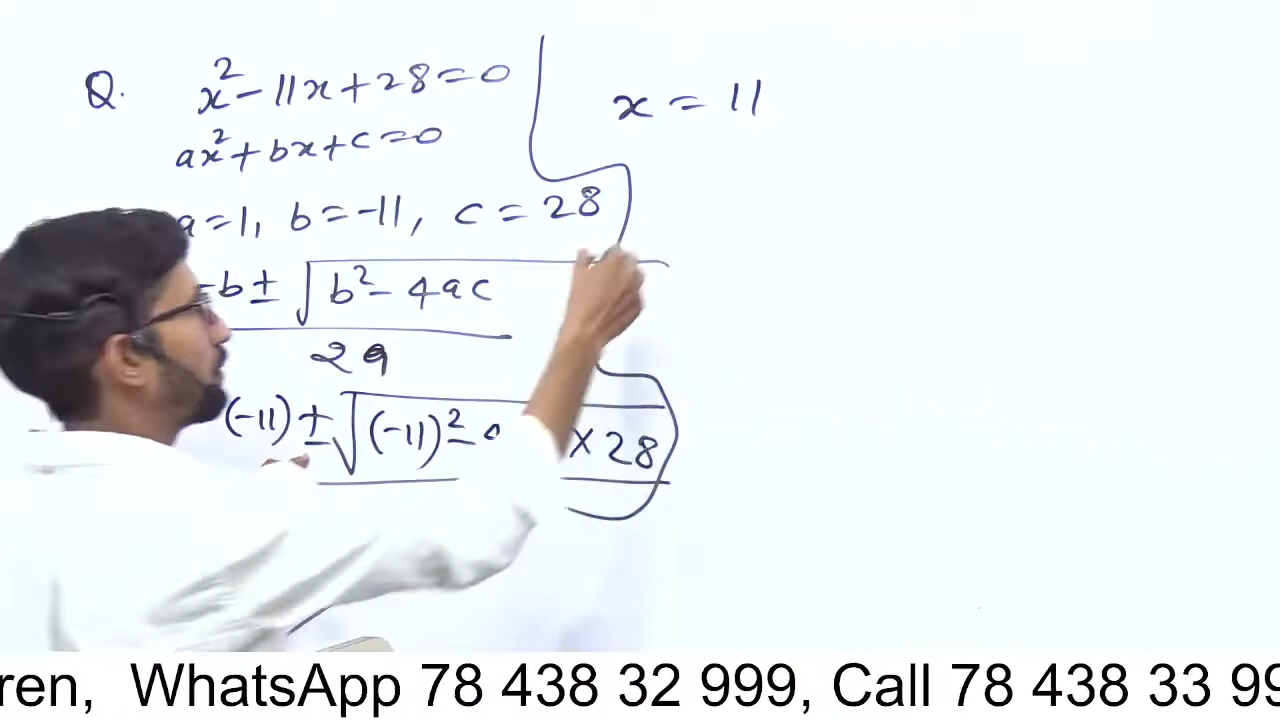 Q. x²-11x+28=0
ax²+bx+c=0
a=1, b=-11, c=28
-b±√b²-4ac
2a
(-11)±√(-11)²- ×28
x=11
ren, WhatsApp 78 438 32 999, Call 78 438 33 99